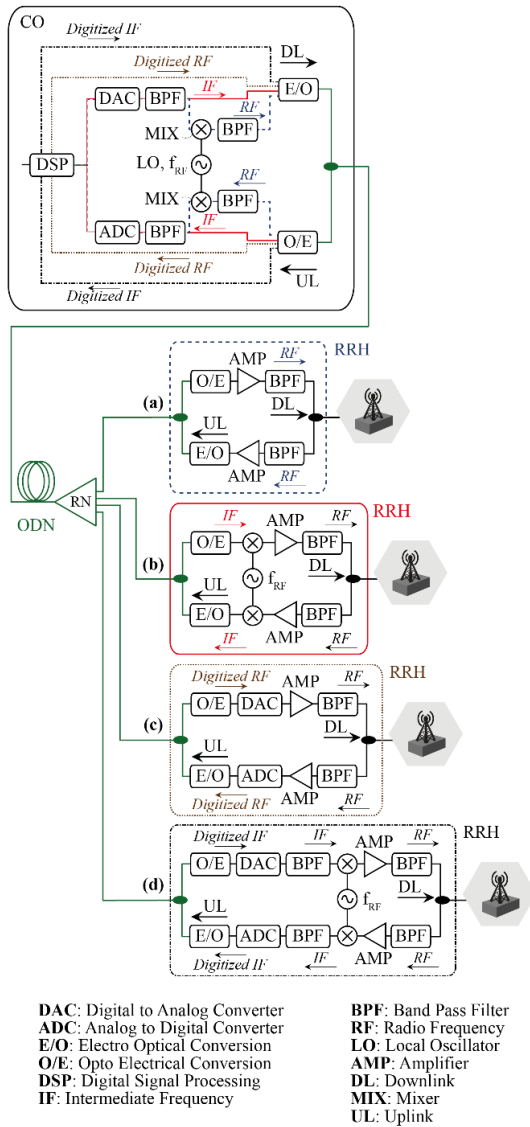 CO
Digitized IF
DL
Digitized RF
DAC
BPF
IF
RF
E/O
MIX
BPF
DSP
LO, fRF
RF
MIX
BPF
IF
ADC
BPF
O/E
Digitized RF
UL
Digitized IF
RRH
AMP
RF
(a)
O/E
BPF
DL
UL
E/O
BPF
AMP
RF
RN
ODN
RRH
IF
AMP
RF
O/E
BPF
(b)
fRF
DL
UL
E/O
BPF
AMP
IF
RF
RRH
Digitized RF
AMP
RF
O/E
DAC
BPF
(c)
DL
UL
E/O
ADC
BPF
AMP
Digitized RF
RF
RRH
Digitized IF
IF
AMP
RF
O/E
DAC
BPF
BPF
(d)
fRF
DL
UL
E/O
ADC
BPF
BPF
AMP
Digitized IF
IF
RF
DAC: Digital to Analog Converter
ADC: Analog to Digital Converter
E/O: Electro Optical Conversion
O/E: Opto Electrical Conversion
DSP: Digital Signal Processing
IF: Intermediate Frequency
BPF: Band Pass Filter
RF: Radio Frequency
LO: Local Oscillator
AMP: Amplifier
DL: Downlink
MIX: Mixer
UL: Uplink